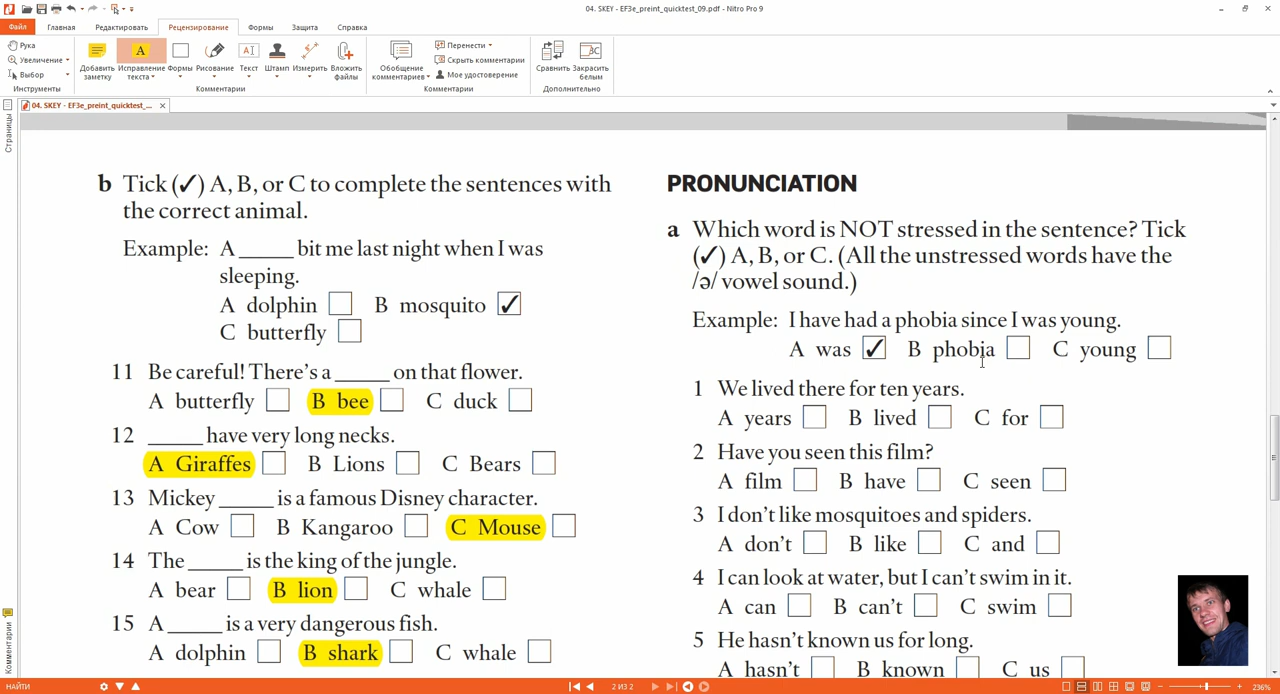 04. SKEY - EF3e_preint_quicktest_09.pdf - Nitro Pro 9
Файл Главная Редактировать Рецензирование Формы Защита Справка
Рука
Увеличение
Выбор
Инструменты
Добавить заметку
Исправление текста
Формы
Рисование
Текст
Штамп
Измерить
Вложить файлы
Комментарии
Обобщение комментариев
Перенести
Скрыть комментарии
Мое удостоверение
Комментарии
Сравнить
Закрасить белым
Дополнительно
04. SKEY - EF3e_preint_quicktest_...
Страницы
Комментарии
b Tick (✓) A, B, or C to complete the sentences with
the correct animal.
Example: A _____ bit me last night when I was
sleeping.
A dolphin B mosquito ✓
C butterfly
11 Be careful! There's a _____ on that flower.
A butterfly B bee C duck
12 _____ have very long necks.
A Giraffes B Lions C Bears
13 Mickey _____ is a famous Disney character.
A Cow B Kangaroo C Mouse
14 The _____ is the king of the jungle.
A bear B lion C whale
15 A _____ is a very dangerous fish.
A dolphin B shark C whale
PRONUNCIATION
a Which word is NOT stressed in the sentence? Tick
(✓) A, B, or C. (All the unstressed words have the
/ə/ vowel sound.)
Example: I have had a phobia since I was young.
A was ✓ B phobia C young
1 We lived there for ten years.
A years B lived C for
2 Have you seen this film?
A film B have C seen
3 I don't like mosquitoes and spiders.
A don't B like C and
4 I can look at water, but I can't swim in it.
A can B can't C swim
5 He hasn't known us for long.
A hasn't B known C us
НАЙТИ
2 ИЗ 2
236%